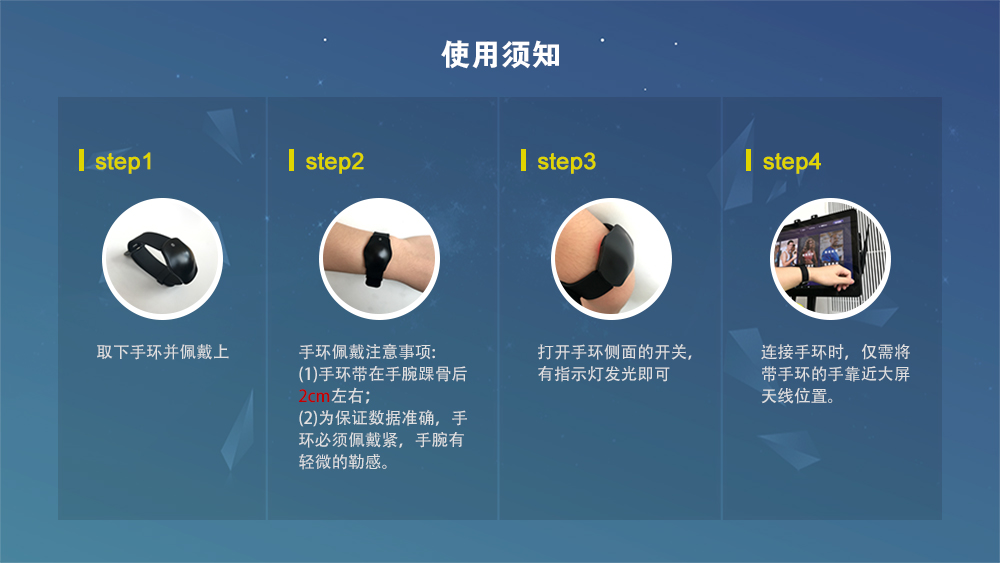 使用须知
step1
取下手环并佩戴上
step2
手环佩戴注意事项:
(1)手环带在手腕踝骨后
2cm左右;
(2)为保证数据准确，手
环必须佩戴紧，手腕有
轻微的勒感。
step3
打开手环侧面的开关,
有指示灯发光即可
step4
连接手环时，仅需将
带手环的手靠近大屏
天线位置。